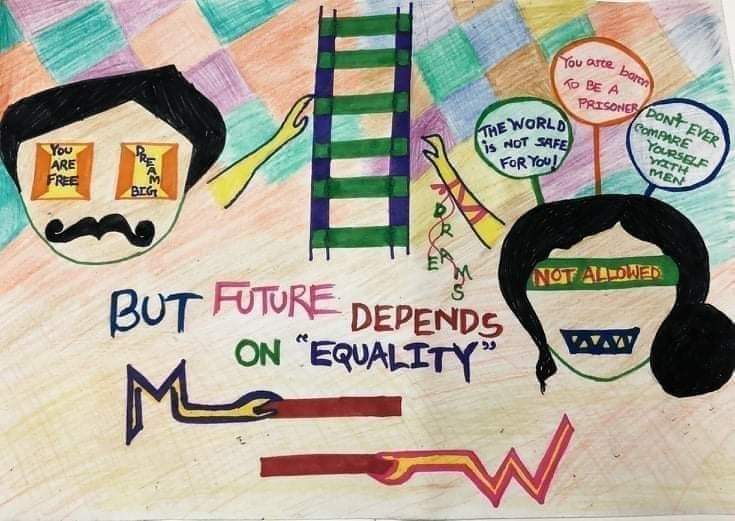 YOU
ARE
FREE
DREAM
BIG
THE WORLD
iS NOT SAFE
FOR YOU!
You are born
TO BE A
PRISONER
DON'T EVER
COMPARE
YOURSELF
WITH
MEN
DREAMS
NOT ALLOWED
BUT FUTURE DEPENDS
ON "EQUALITY"
M
W